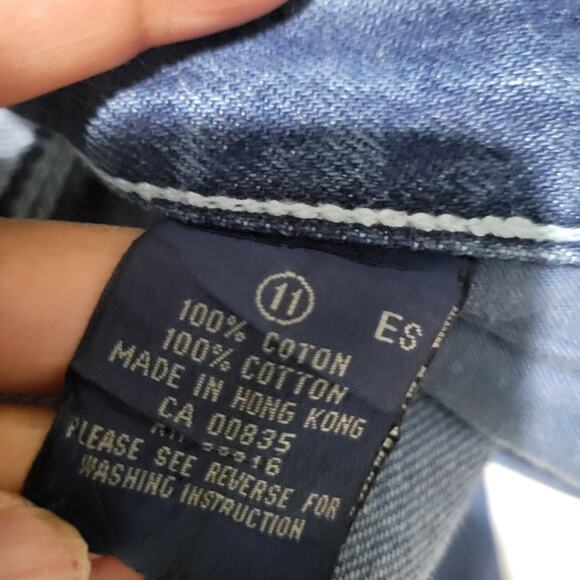 11
ES
100% COTON
100% COTTON
MADE IN HONG KONG
CA 00835
PLEASE SEE REVERSE FOR
WASHING INSTRUCTION